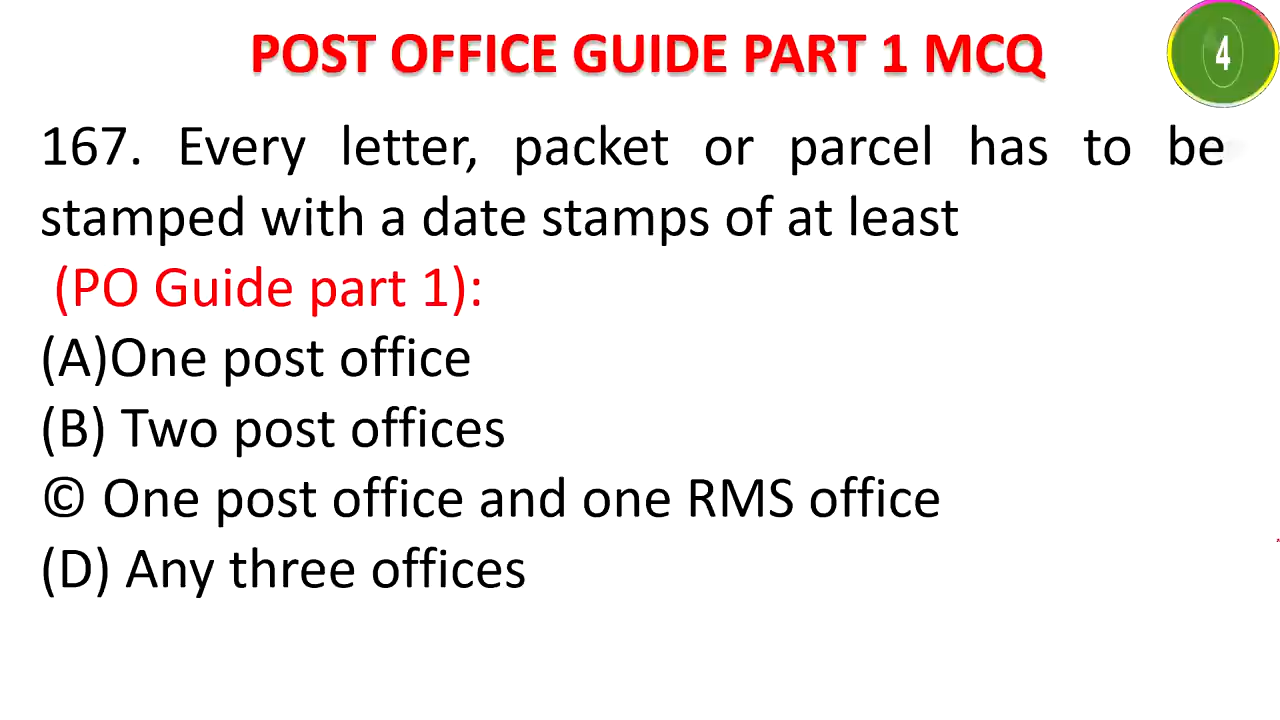 POST OFFICE GUIDE PART 1 MCQ
4
167. Every letter, packet or parcel has to be
stamped with a date stamps of at least
(PO Guide part 1):
(A)One post office
(B) Two post offices
© One post office and one RMS office
(D) Any three offices